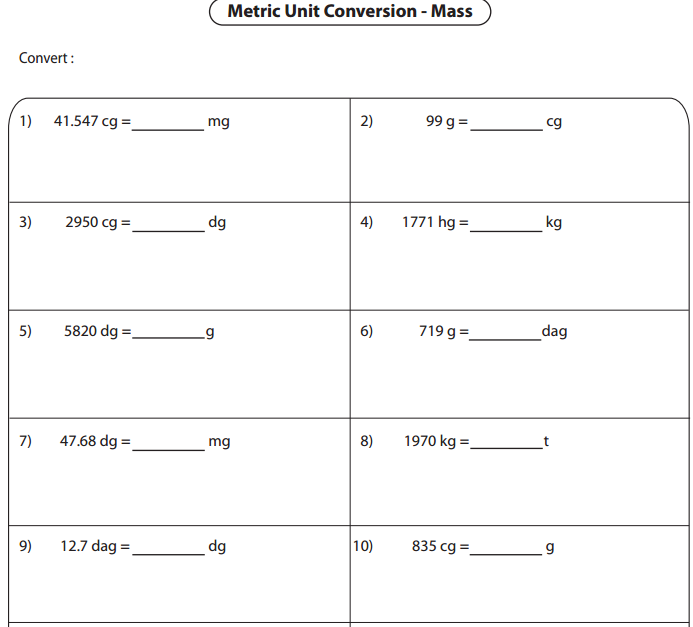 Metric Unit Conversion - Mass
Convert :
1) 41.547 cg = ________ mg
2) 99 g = ________ cg
3) 2950 cg = ________ dg
4) 1771 hg = ________ kg
5) 5820 dg = ________ g
6) 719 g = ________ dag
7) 47.68 dg = ________ mg
8) 1970 kg = ________ t
9) 12.7 dag = ________ dg
10) 835 cg = ________ g